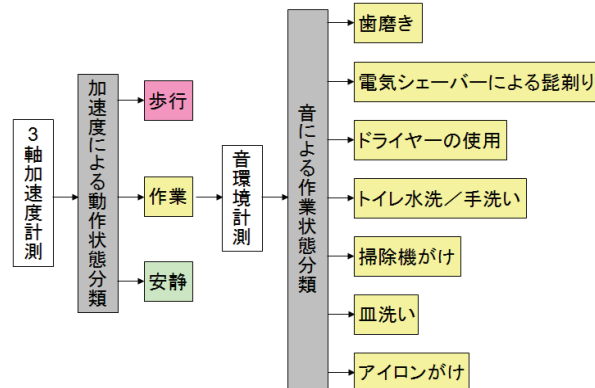 3軸加速度計測
加速度による動作状態分類
歩行
作業
安静
音環境計測
音による作業状態分類
歯磨き
電気シェーバーによる髭剃り
ドライヤーの使用
トイレ水洗／手洗い
掃除機がけ
皿洗い
アイロンがけ